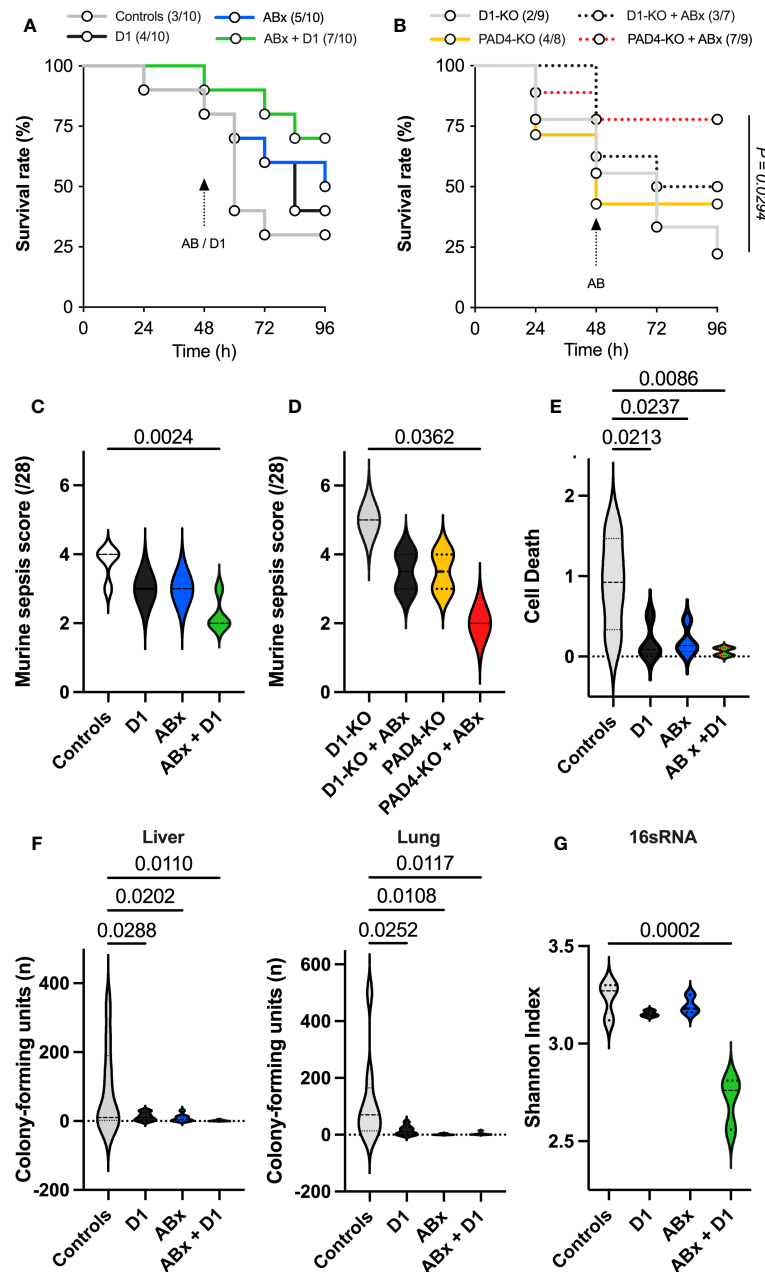 A
Controls (3/10)
ABx (5/10)
D1 (4/10)
ABx + D1 (7/10)
Survival rate (%)
100
75
50
25
0
AB / D1
0 24 48 72 96
Time (h)
B
D1-KO (2/9)
D1-KO + ABx (3/7)
PAD4-KO (4/8)
PAD4-KO + ABx (7/9)
Survival rate (%)
100
75
50
25
0
AB
P = 0.0294
0 24 48 72 96
Time (h)
C
Murine sepsis score (/28)
0.0024
6
4
2
0
Controls
D1
ABx
ABx + D1
D
Murine sepsis score (/28)
0.0362
6
4
2
0
D1-KO
D1-KO + ABx
PAD4-KO
PAD4-KO + ABx
E
Cell Death
0.0086
0.0237
0.0213
2
1
0
Controls
D1
ABx
AB x +D1
F
Liver
0.0110
0.0202
0.0288
Colony-forming units (n)
400
200
0
-200
Controls
D1
ABx
ABx + D1
Lung
0.0117
0.0108
0.0252
Colony-forming units (n)
600
400
200
0
-200
Controls
D1
ABx
ABx + D1
G
16sRNA
0.0002
Shannon Index
3.5
3.0
2.5
Controls
D1
ABx
ABx + D1